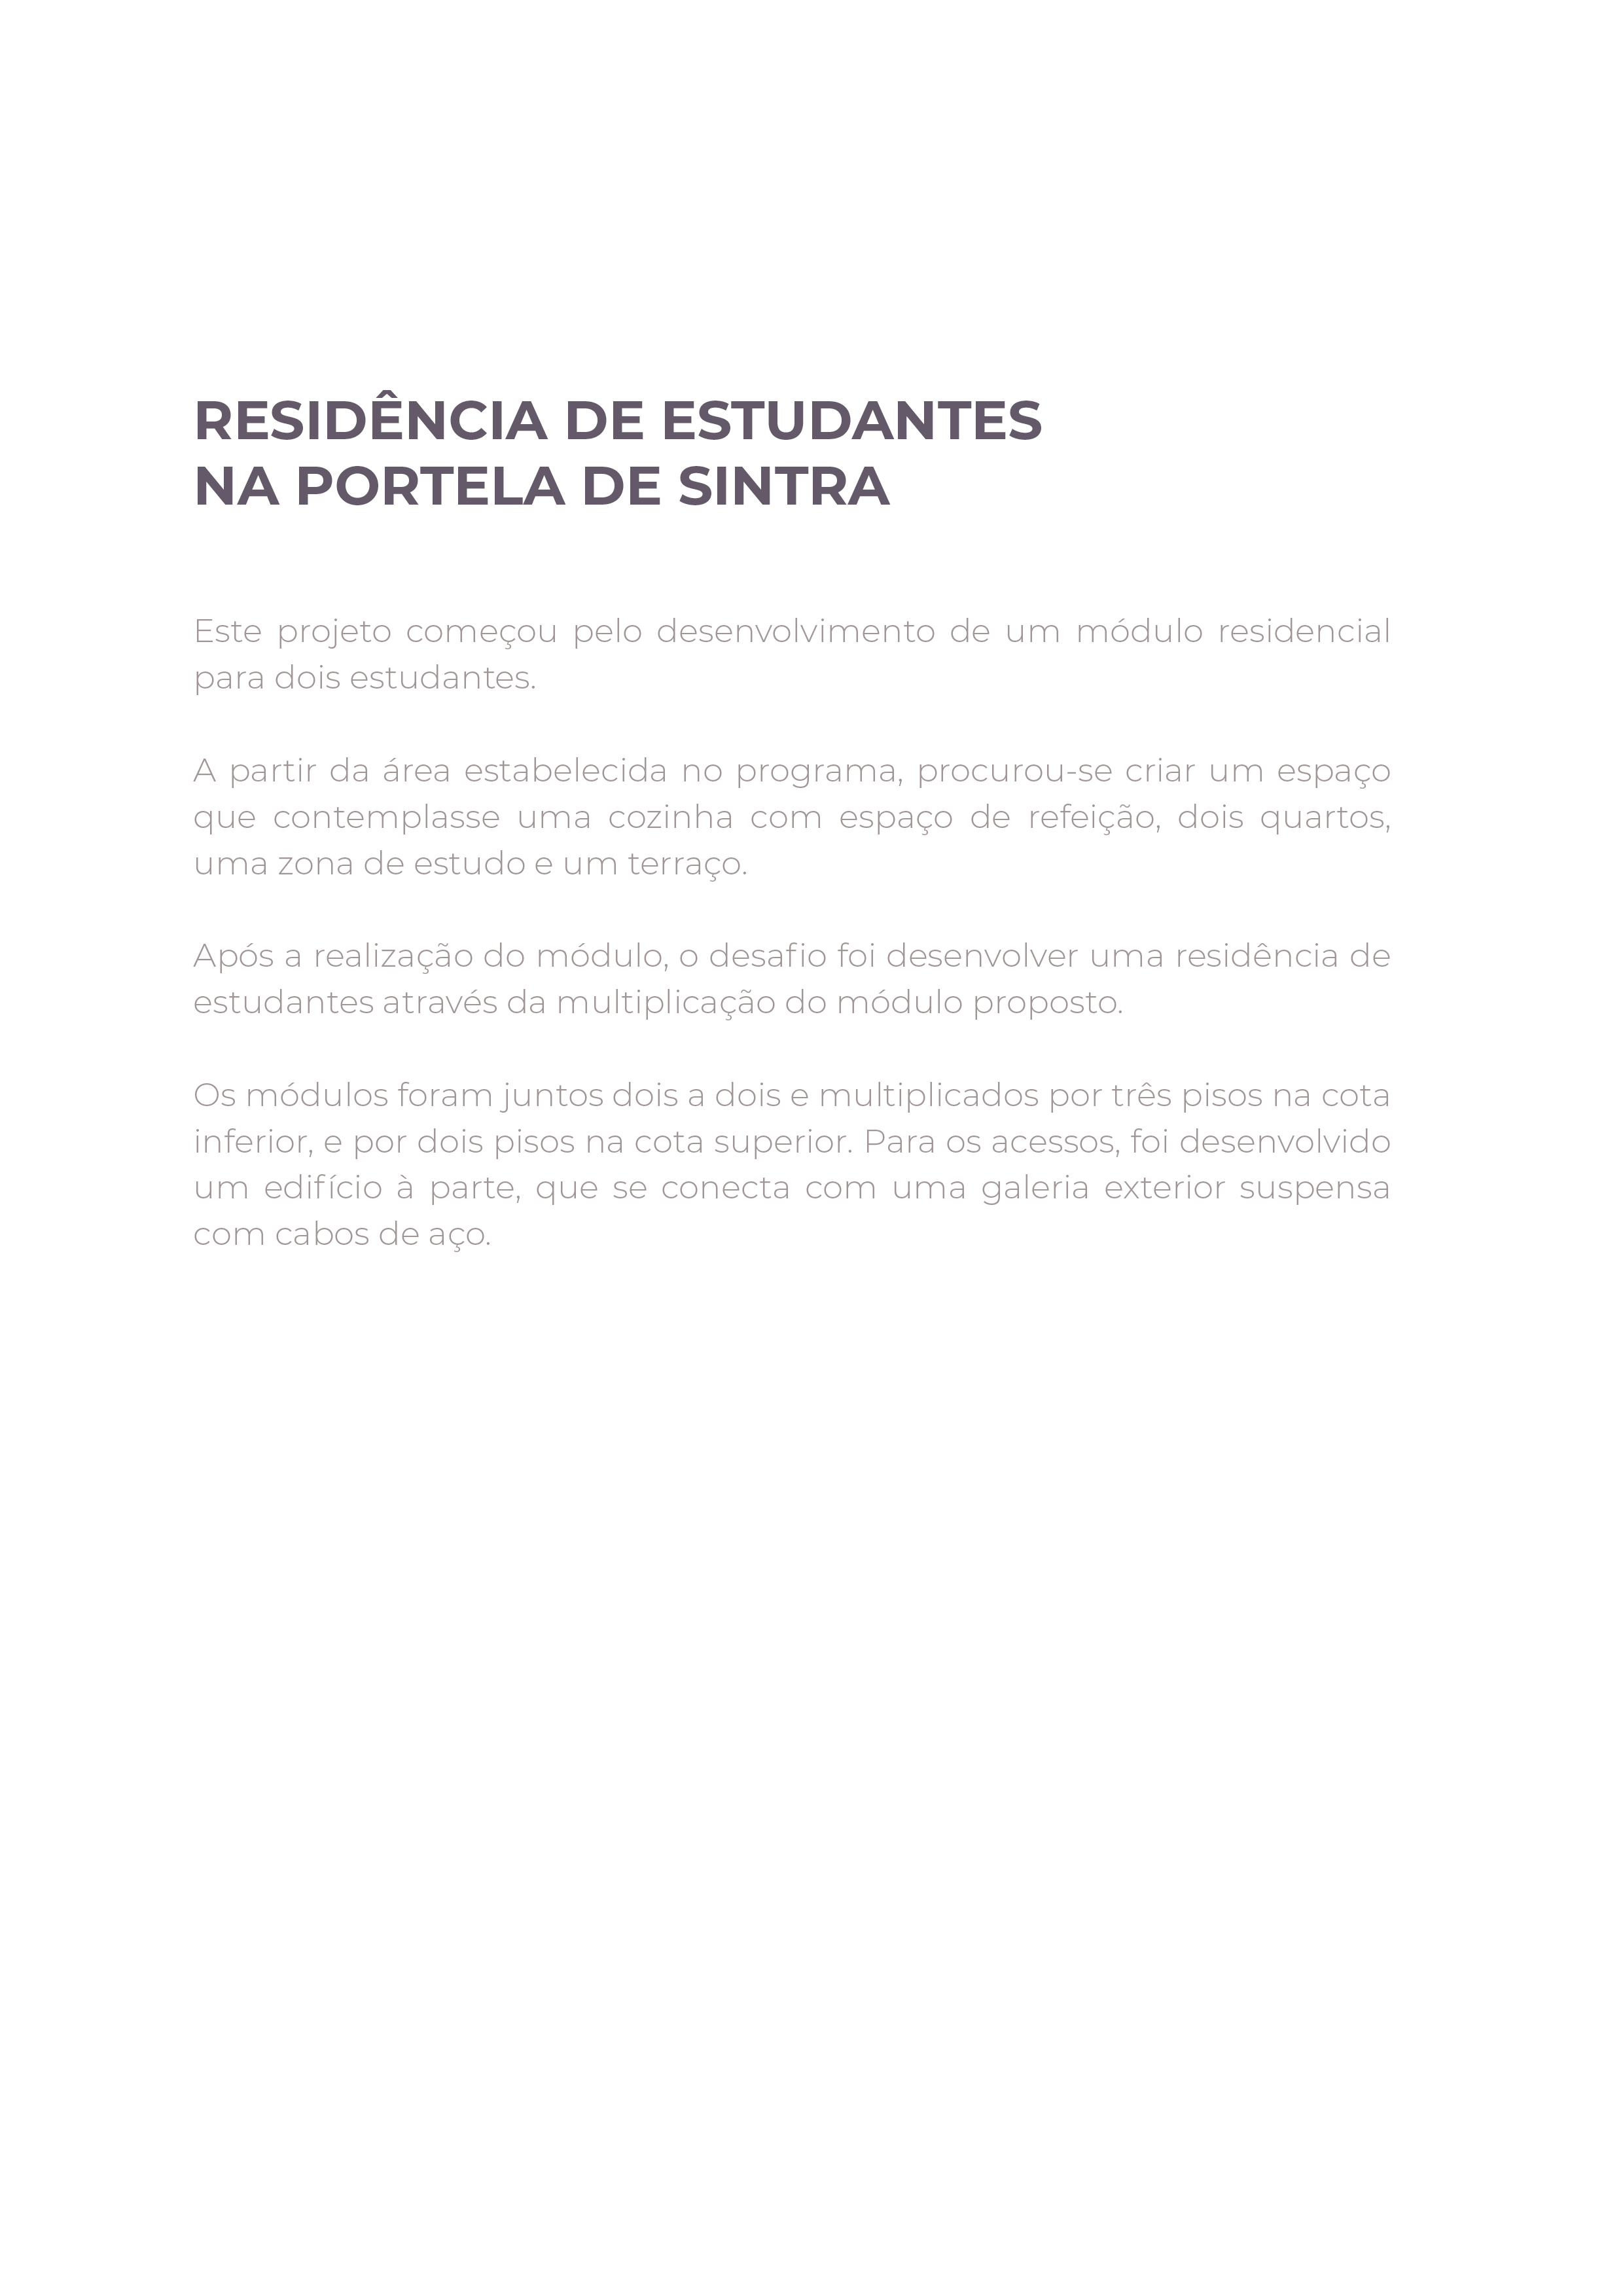 RESIDÊNCIA DE ESTUDANTES
NA PORTELA DE SINTRA
Este projeto começou pelo desenvolvimento de um módulo residencial
para dois estudantes.
A partir da área estabelecida no programa, procurou-se criar um espaço
que contemplasse uma cozinha com espaço de refeição, dois quartos,
uma zona de estudo e um terraço.
Após a realização do módulo, o desafio foi desenvolver uma residência de
estudantes através da multiplicação do módulo proposto.
Os módulos foram juntos dois a dois e multiplicados por três pisos na cota
inferior, e por dois pisos na cota superior. Para os acessos, foi desenvolvido
um edifício à parte, que se conecta com uma galeria exterior suspensa
com cabos de aço.